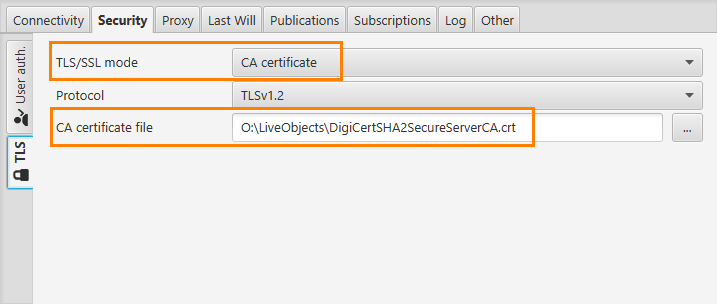 Connectivity Security Proxy Last Will Publications Subscriptions Log Other
User auth.
TLS
TLS/SSL mode CA certificate
Protocol TLSv1.2
CA certificate file O:\LiveObjects\DigiCertSHA2SecureServerCA.crt ...